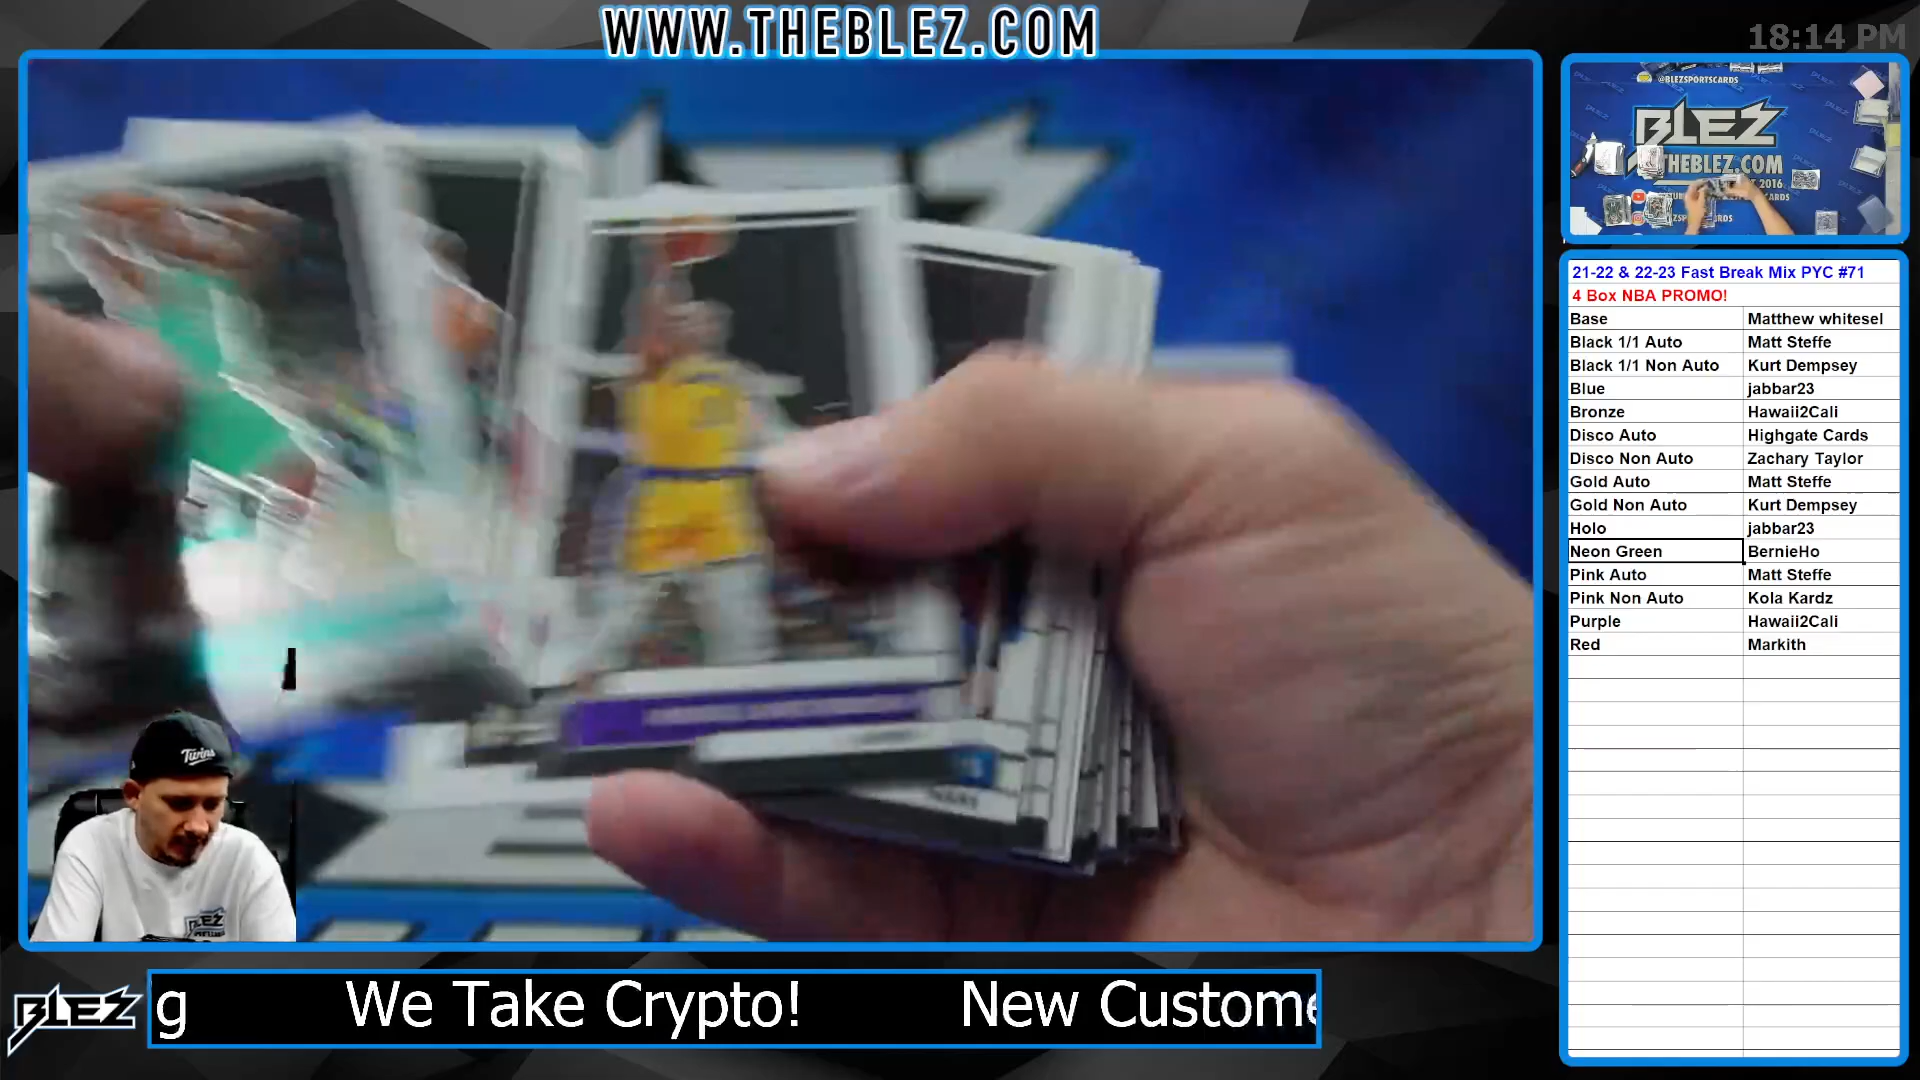 WWW.THEBLEZ.COM
18:14 PM
@BLEZSPORTSCARDS
BLEZ
THEBLEZ.COM
2016
21-22 & 22-23 Fast Break Mix PYC #71
4 Box NBA PROMO!
Base Matthew whitesel
Black 1/1 Auto Matt Steffe
Black 1/1 Non Auto Kurt Dempsey
Blue jabbar23
Bronze Hawaii2Cali
Disco Auto Highgate Cards
Disco Non Auto Zachary Taylor
Gold Auto Matt Steffe
Gold Non Auto Kurt Dempsey
Holo jabbar23
Neon Green BernieHo
Pink Auto Matt Steffe
Pink Non Auto Kola Kardz
Purple Hawaii2Cali
Red Markith
Twins
BLEZ
BLEZ
g We Take Crypto! New Custome